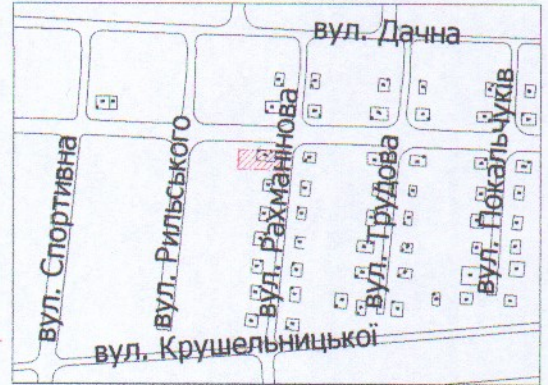 вул. Дачна
вул. Спортивна
вул. Рильського
вул. Рахманінова
вул. Трудова
вул. Покальчуків
вул. Крушельницької